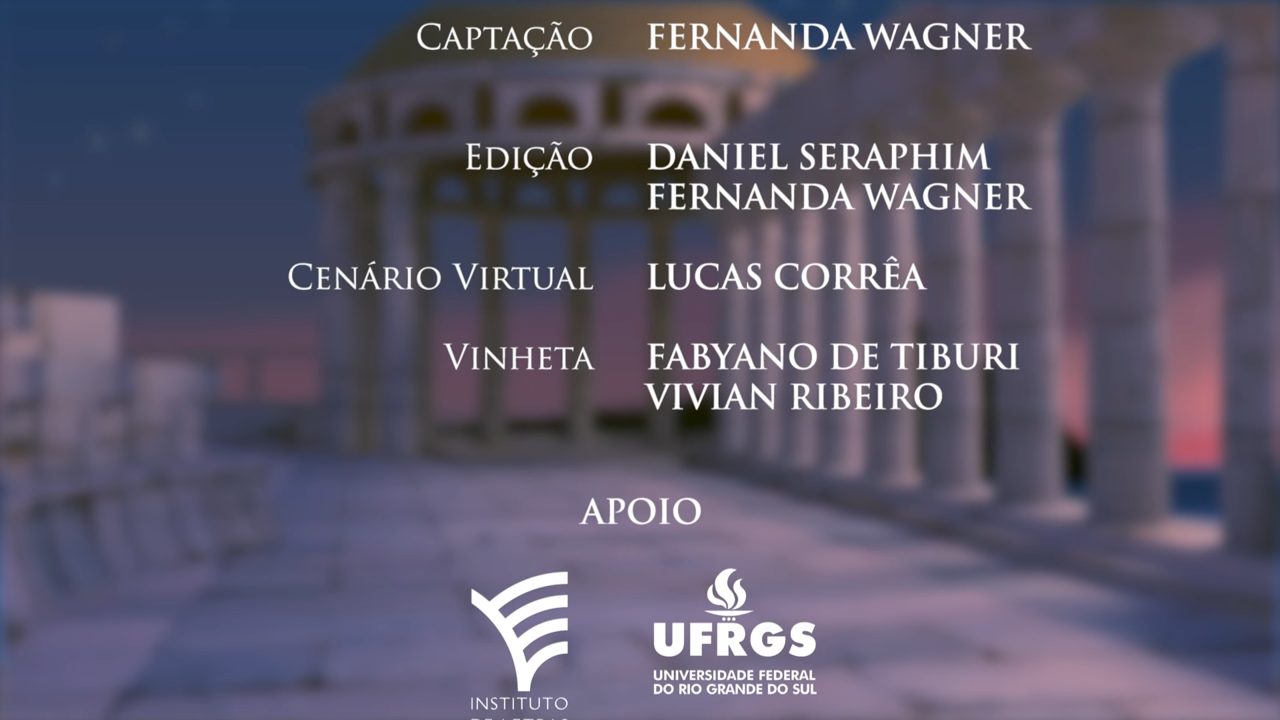 Captação FERNANDA WAGNER
Edição DANIEL SERAPHIM
FERNANDA WAGNER
Cenário Virtual LUCAS CORRÊA
Vinheta FABYANO DE TIBURI
VIVIAN RIBEIRO
APOIO
INSTITUTO
UFRGS
UNIVERSIDADE FEDERAL
DO RIO GRANDE DO SUL